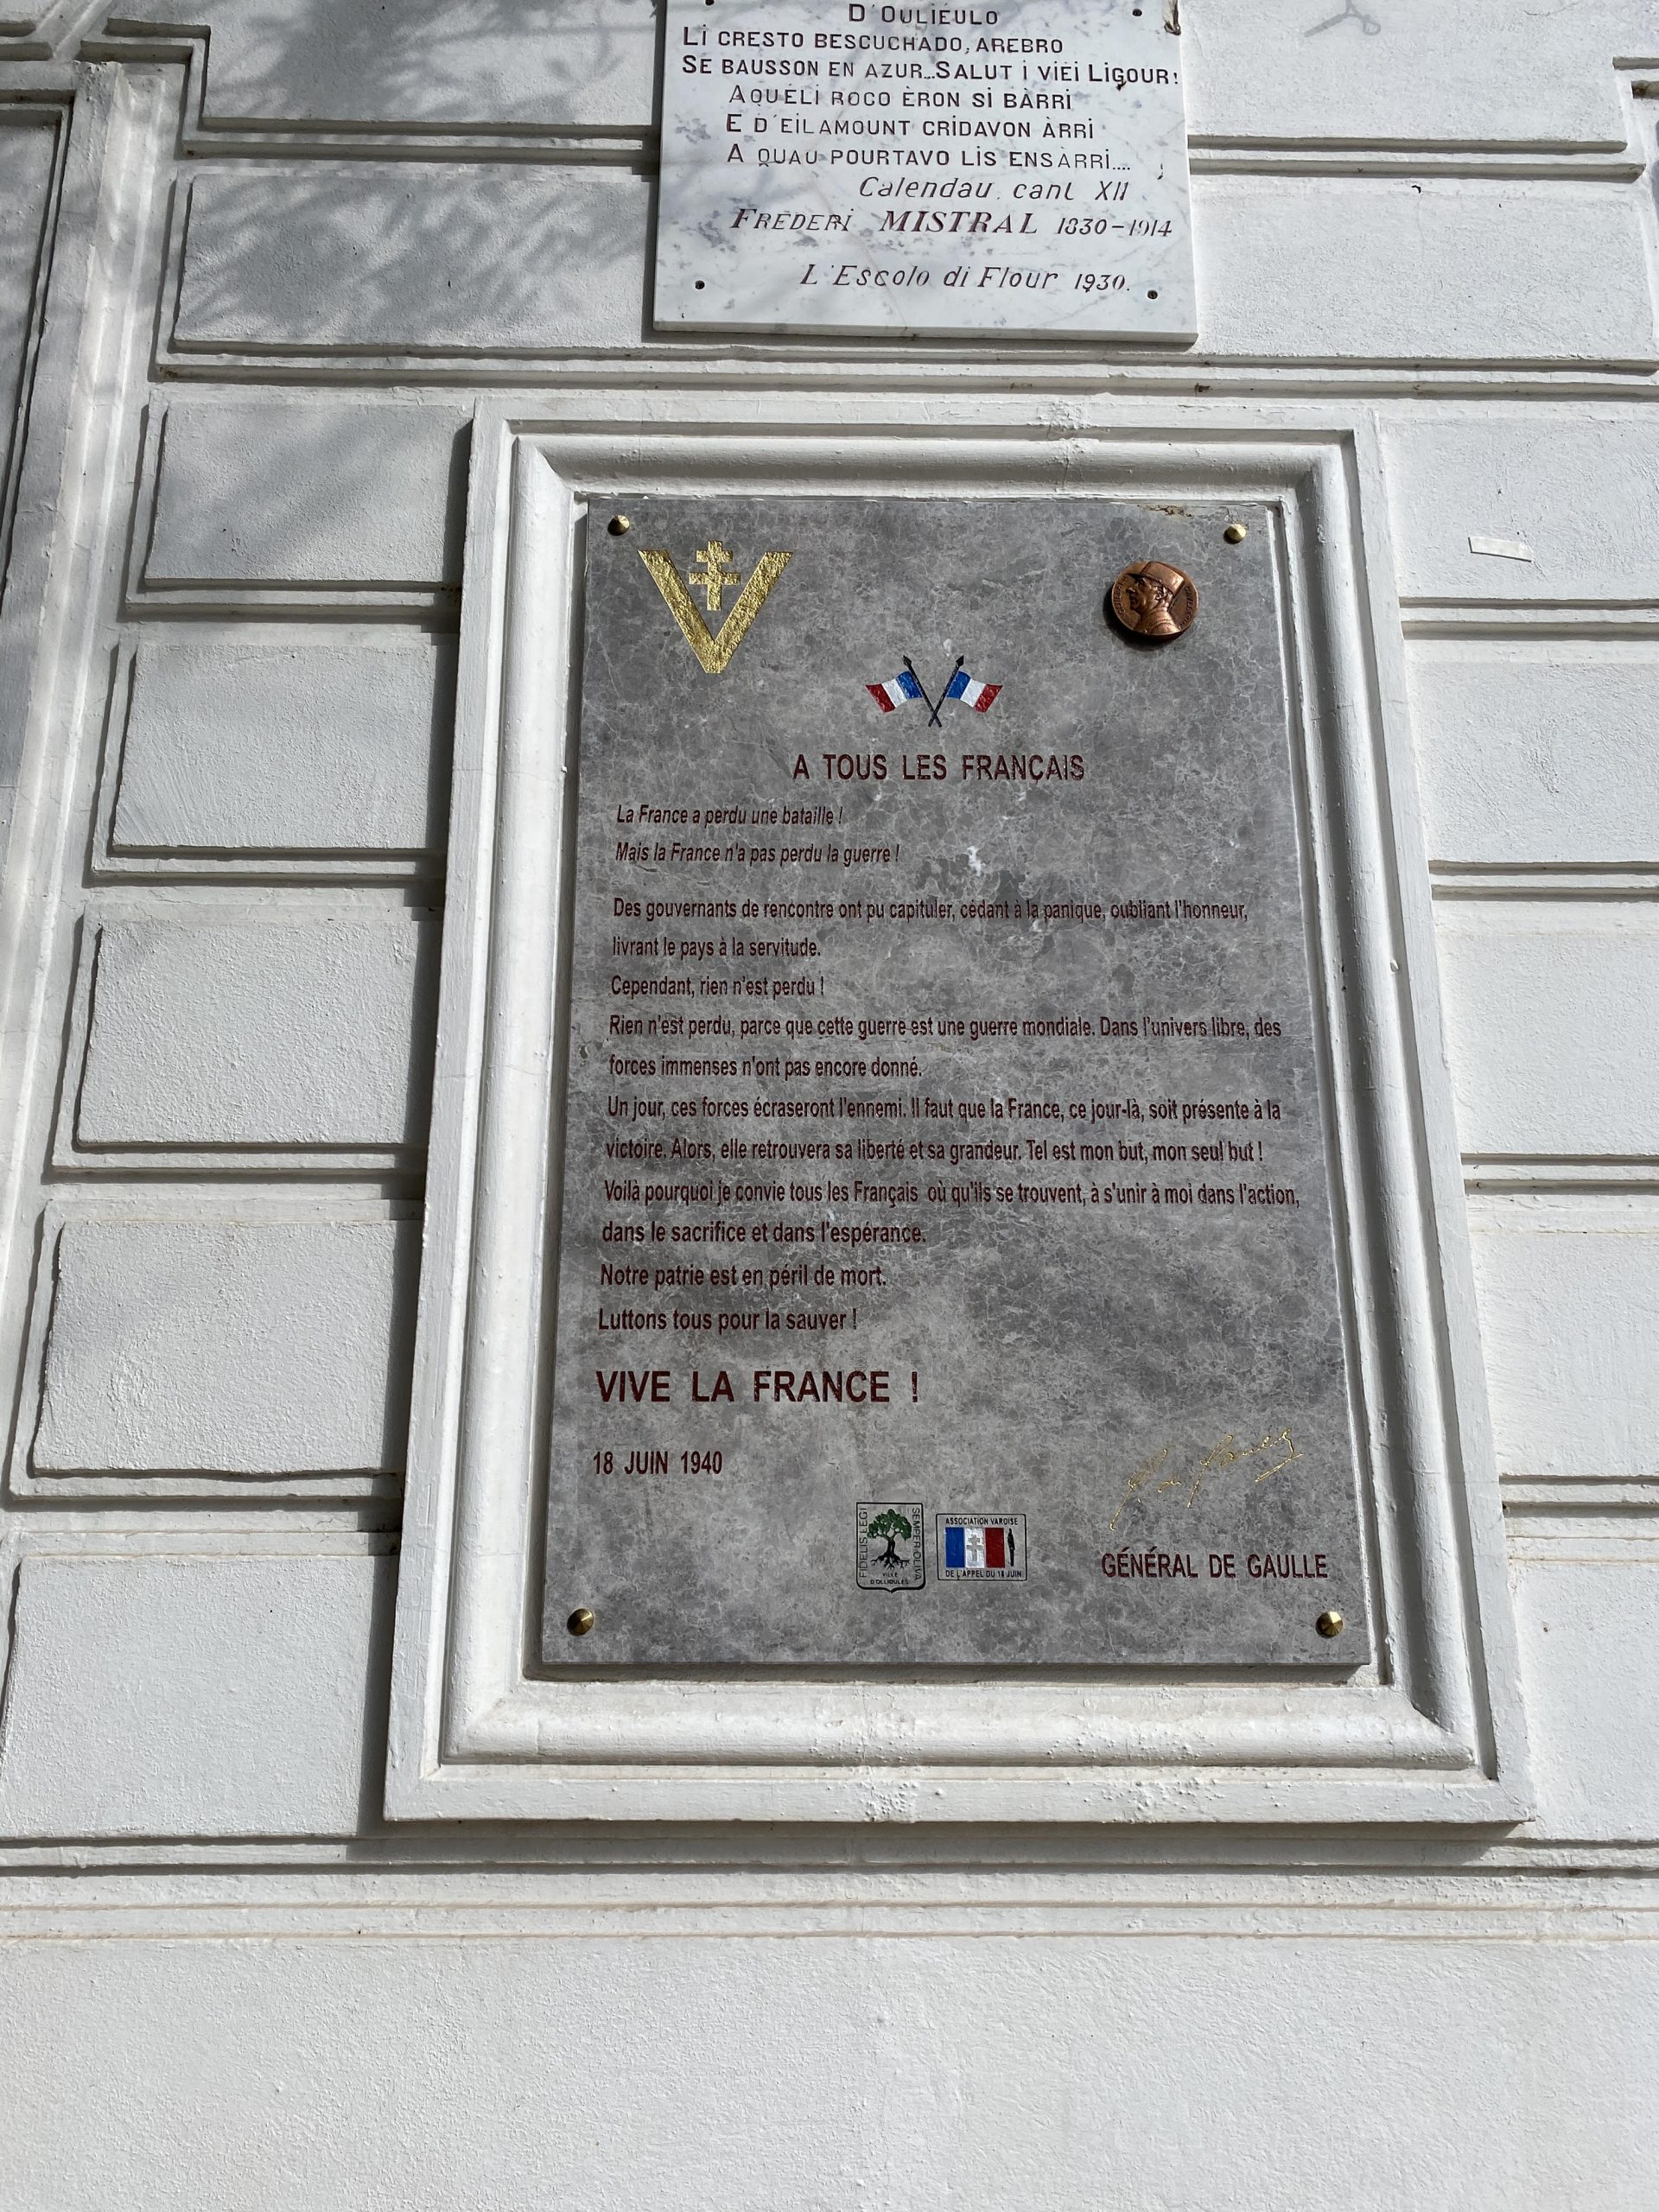 D'OULIEULO
LI CRESTO BESCUCHADO, AREBRO
SE BAUSSON EN AZUR...SALUT I VIEI LIGOUR!
AQUELI ROCO ÈRON SI BÀRRI
E D'EILAMOUNT CRIDAVON ÀRRI
A QUAU POURTAVO LIS ENSÀRRI....
Calendau. cant XII
FREDERI MISTRAL 1830-1914
L'Escolo di Flour 1930.
V
A TOUS LES FRANÇAIS
La France a perdu une bataille !
Mais la France n'a pas perdu la guerre !
Des gouvernants de rencontre ont pu capituler, cédant à la panique, oubliant l'honneur,
livrant le pays à la servitude.
Cependant, rien n'est perdu !
Rien n'est perdu, parce que cette guerre est une guerre mondiale. Dans l'univers libre, des
forces immenses n'ont pas encore donné.
Un jour, ces forces écraseront l'ennemi. Il faut que la France, ce jour-là, soit présente à la
victoire. Alors, elle retrouvera sa liberté et sa grandeur. Tel est mon but, mon seul but !
Voilà pourquoi je convie tous les Français où qu'ils se trouvent, à s'unir à moi dans l'action,
dans le sacrifice et dans l'espérance.
Notre patrie est en péril de mort.
Luttons tous pour la sauver !
VIVE LA FRANCE !
18 JUIN 1940
FIDELIS LEGI
SEMPER OLIVA
VILLE
D'OLLIOULES
ASSOCIATION VAROISE
DE L'APPEL DU 18 JUIN
GÉNÉRAL DE GAULLE